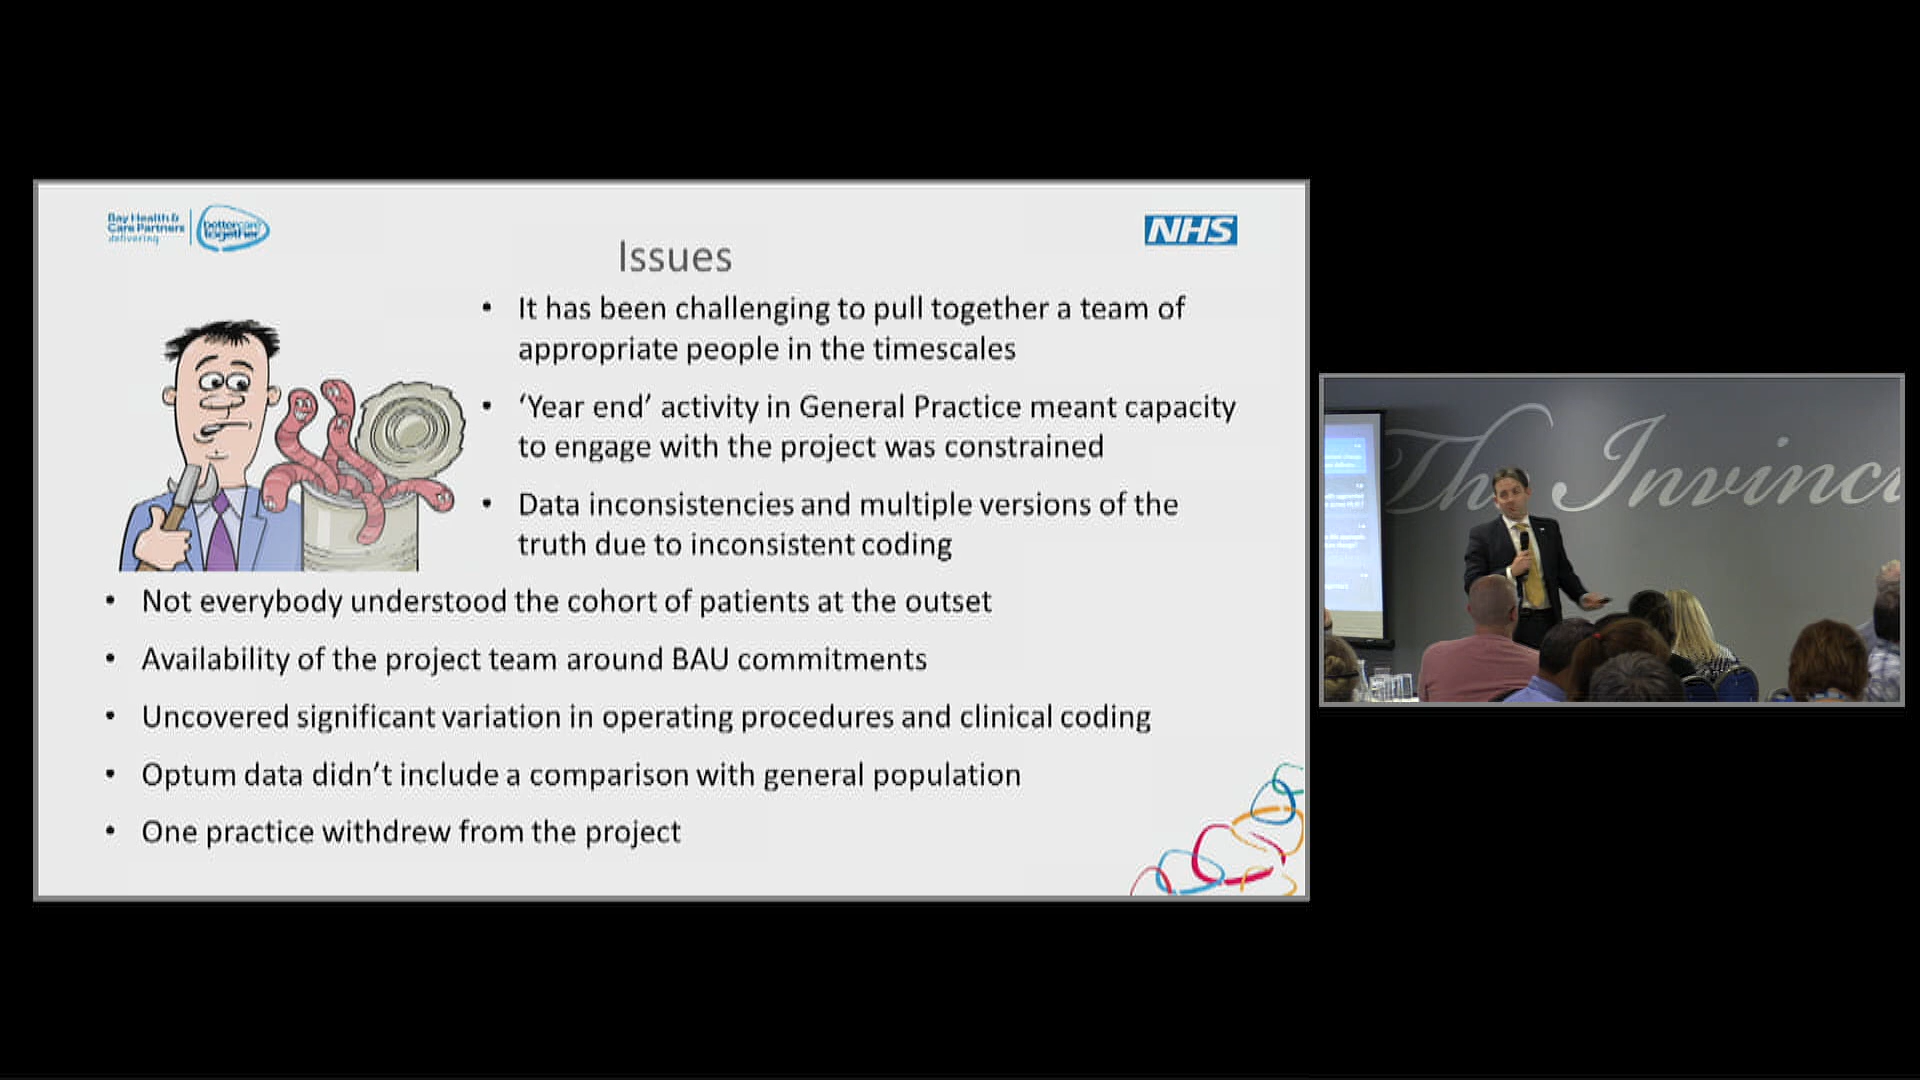 Bay Health &
Care Partners
delivering
bettercare
together
NHS
Issues
• It has been challenging to pull together a team of
appropriate people in the timescales
• ‘Year end’ activity in General Practice meant capacity
to engage with the project was constrained
• Data inconsistencies and multiple versions of the
truth due to inconsistent coding
• Not everybody understood the cohort of patients at the outset
• Availability of the project team around BAU commitments
• Uncovered significant variation in operating procedures and clinical coding
• Optum data didn’t include a comparison with general population
• One practice withdrew from the project
The Invinci